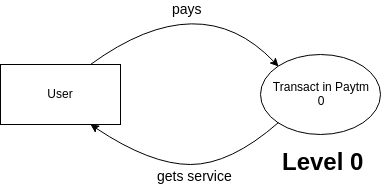 pays
User
Transact in Paytm
0
gets service
Level 0